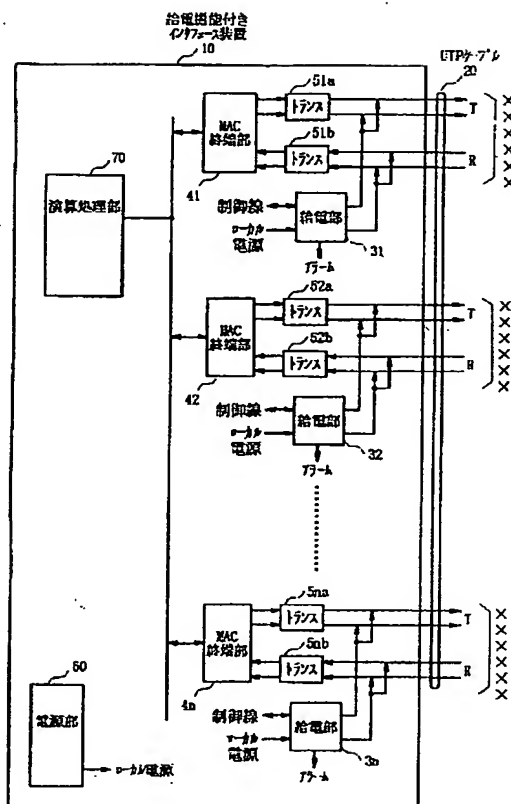 給電機能付き
インタフェース装置
10
UTPケーブル
20
51a
トランス
T
MAC
終端部
51b
トランス
R
41
70
演算処理部
制御線
ローカル
電源
給電部
31
アラーム
52a
トランス
T
MAC
終端部
52b
トランス
R
42
制御線
ローカル
電源
給電部
32
アラーム
5na
トランス
T
MAC
終端部
5nb
トランス
R
4n
60
電源部
ローカル電源
制御線
ローカル
電源
給電部
3n
アラーム